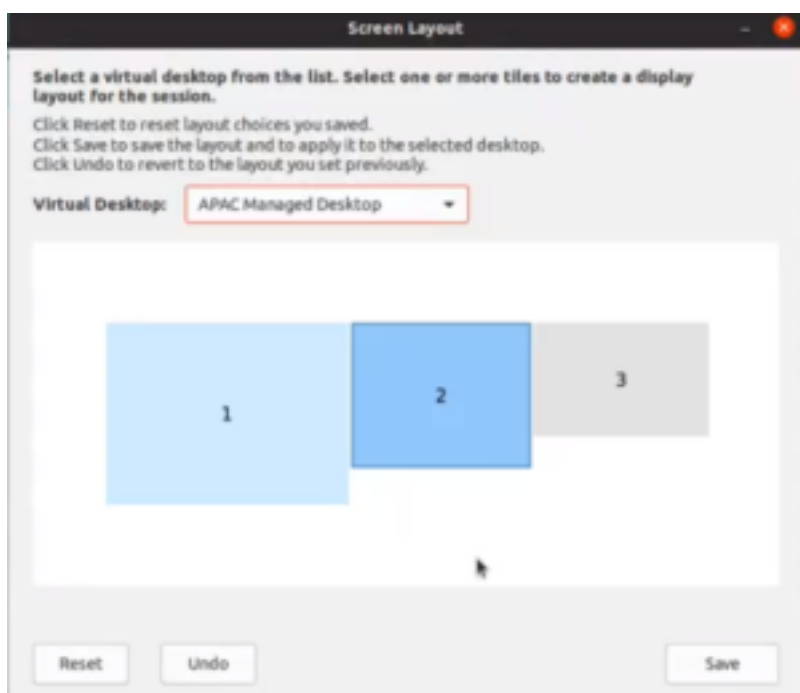 Screen Layout
Select a virtual desktop from the list. Select one or more tiles to create a display
layout for the session.
Click Reset to reset layout choices you saved.
Click Save to save the layout and to apply it to the selected desktop.
Click Undo to revert to the layout you set previously.
Virtual Desktop: APAC Managed Desktop
1 2 3
Reset Undo Save